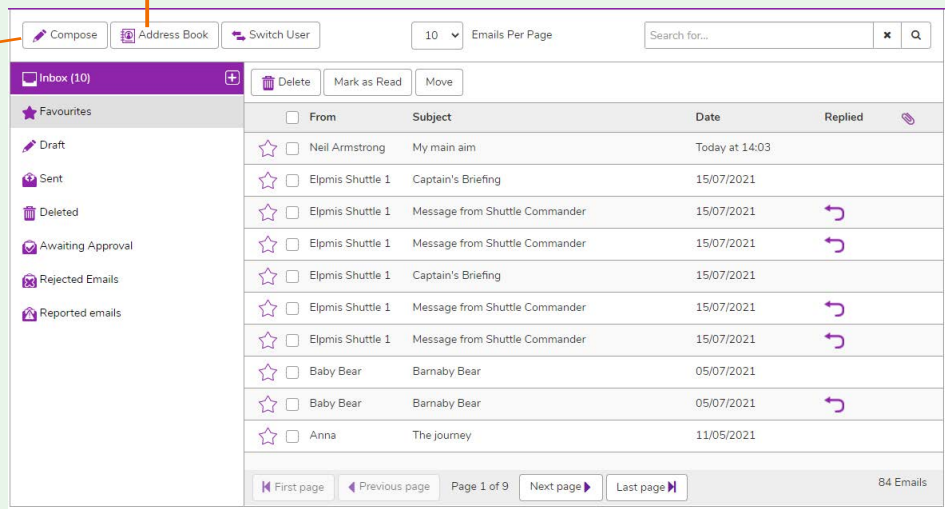 Compose Address Book Switch User 10 Emails Per Page Search for...
Inbox (10)
Favourites
Draft
Sent
Deleted
Awaiting Approval
Rejected Emails
Reported emails
Delete Mark as Read Move
From Subject Date Replied
Neil Armstrong My main aim Today at 14:03
Elpmis Shuttle 1 Captain's Briefing 15/07/2021
Elpmis Shuttle 1 Message from Shuttle Commander 15/07/2021
Elpmis Shuttle 1 Message from Shuttle Commander 15/07/2021
Elpmis Shuttle 1 Captain's Briefing 15/07/2021
Elpmis Shuttle 1 Message from Shuttle Commander 15/07/2021
Elpmis Shuttle 1 Message from Shuttle Commander 15/07/2021
Baby Bear Barnaby Bear 05/07/2021
Baby Bear Barnaby Bear 05/07/2021
Anna The journey 11/05/2021
First page Previous page Page 1 of 9 Next page Last page 84 Emails